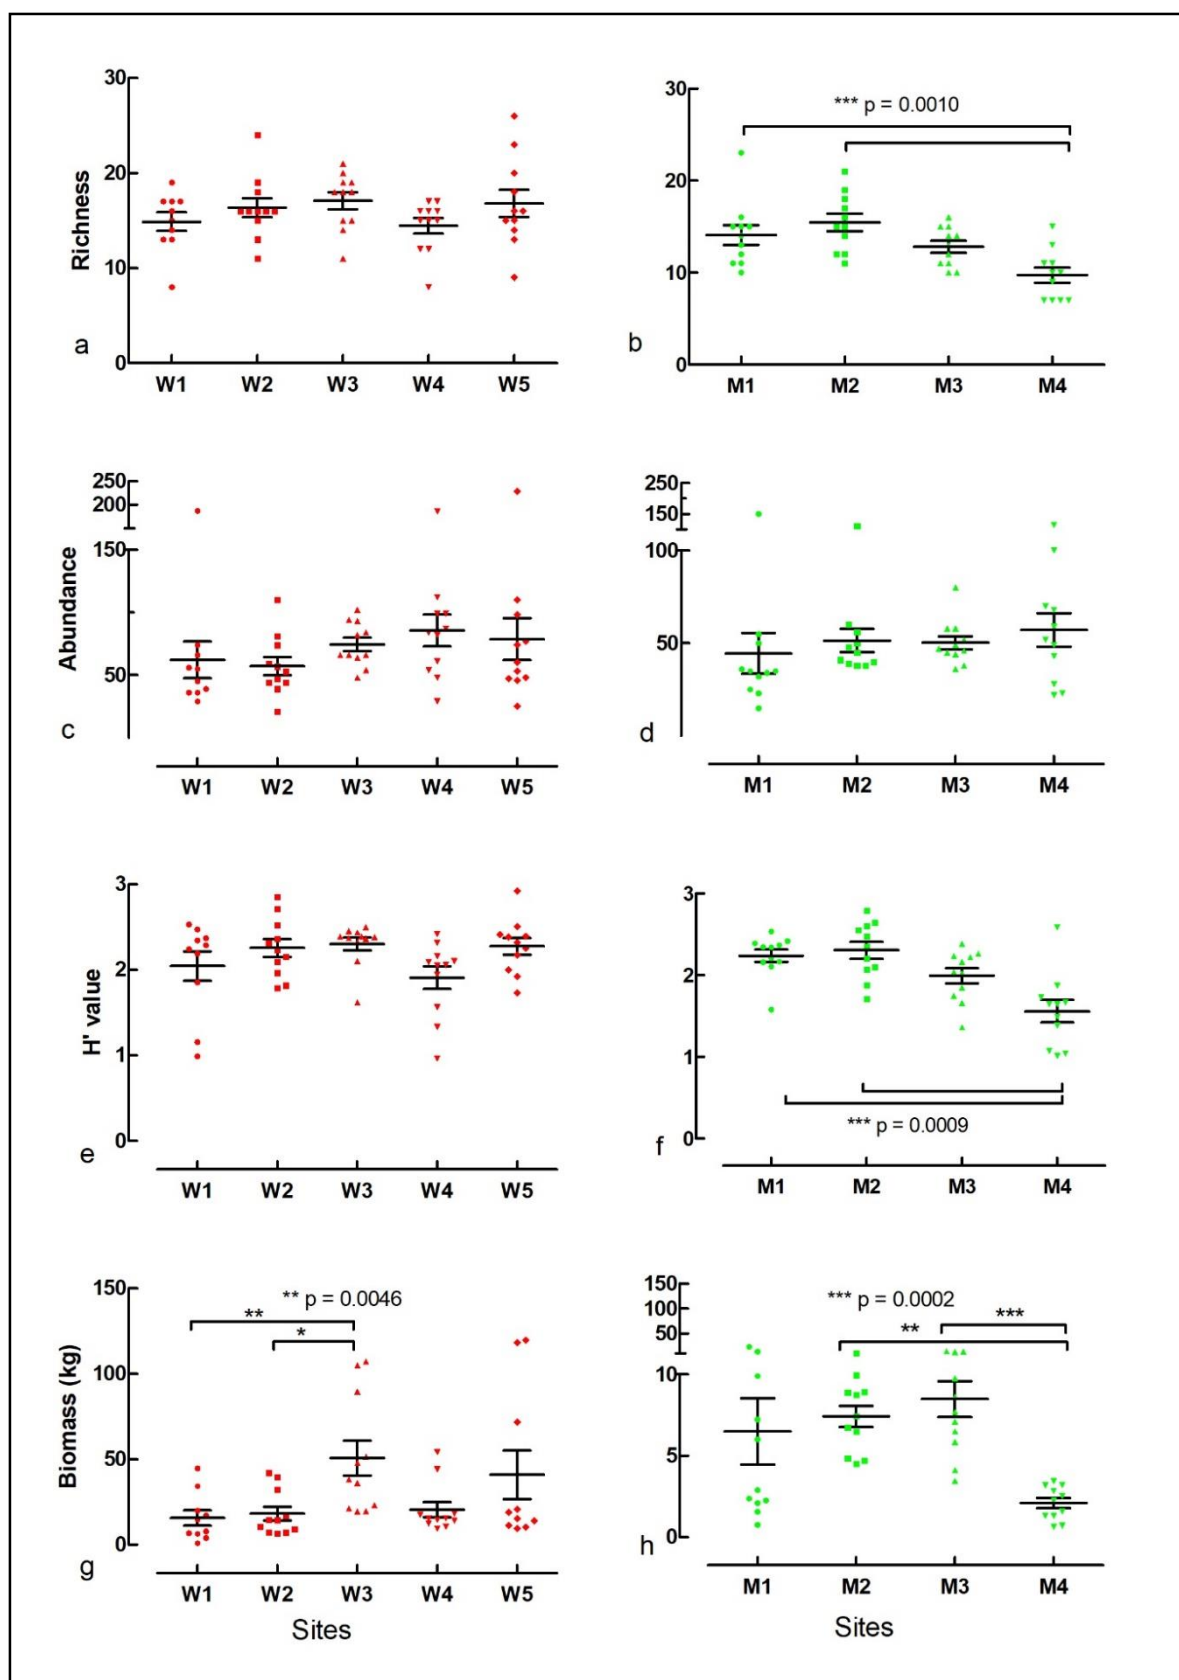 30
20
10
0
Richness
a
W1 W2 W3 W4 W5
30
20
10
0
*** p = 0.0010
b
M1 M2 M3 M4
250
200
150
50
Abundance
c
W1 W2 W3 W4 W5
250
150
100
50
d
M1 M2 M3 M4
3
2
1
0
H' value
e
W1 W2 W3 W4 W5
3
2
1
0
*** p = 0.0009
f
M1 M2 M3 M4
150
100
50
0
Biomass (kg)
** p = 0.0046
**
*
g
W1 W2 W3 W4 W5
Sites
150
100
50
10
5
0
*** p = 0.0002
***
**
h
M1 M2 M3 M4
Sites